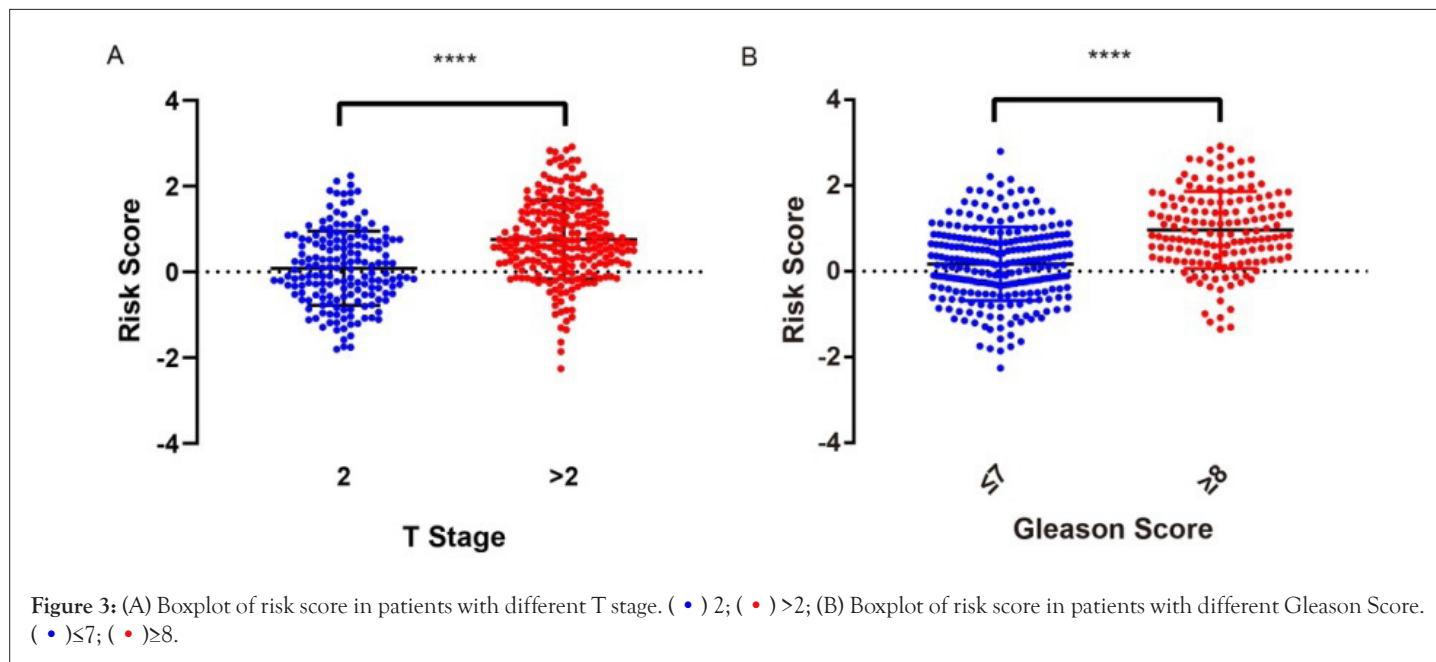 A
****
4
2
0
-2
-4
Risk Score
2
>2
T Stage
B
****
4
2
0
-2
-4
Risk Score
≤7
≥8
Gleason Score
Figure 3: (A) Boxplot of risk score in patients with different T stage. ( • ) 2; ( • ) >2; (B) Boxplot of risk score in patients with different Gleason Score.
( • )≤7; ( • )≥8.